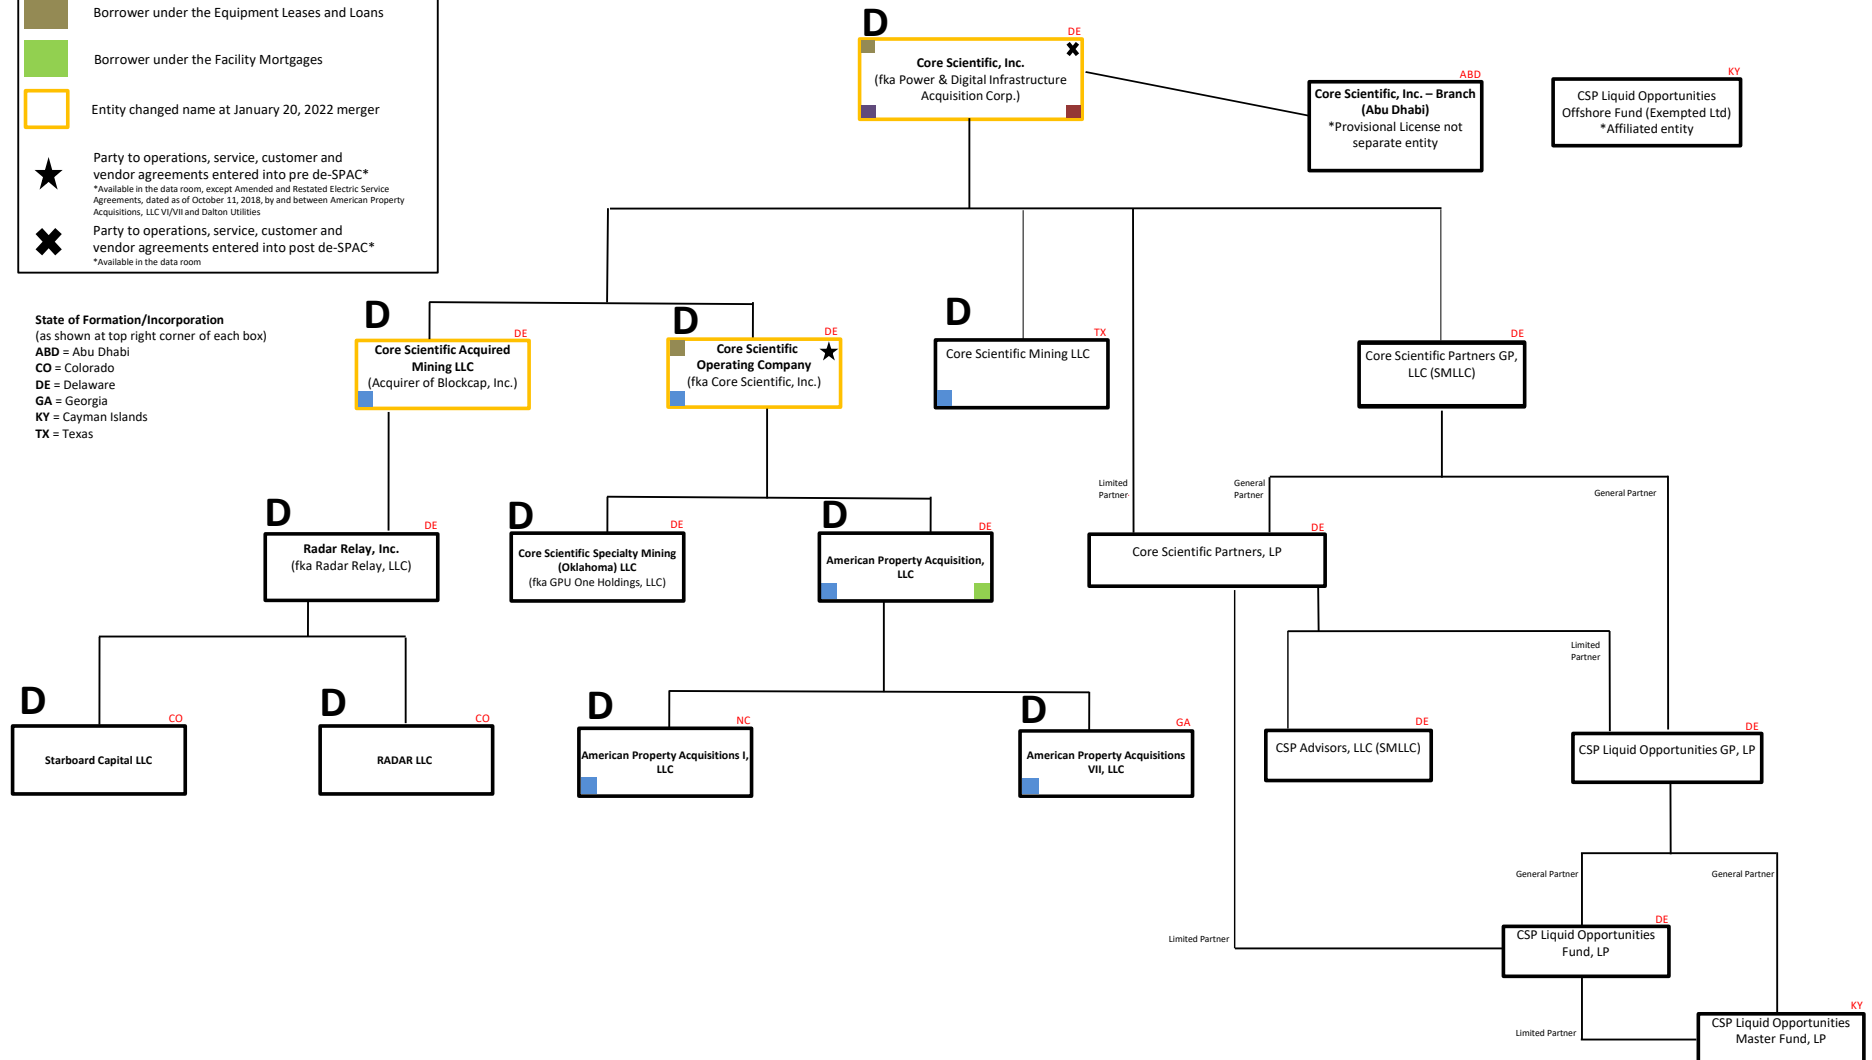 Borrower under the Equipment Leases and Loans
Borrower under the Facility Mortgages
Entity changed name at January 20, 2022 merger
Party to operations, service, customer and
vendor agreements entered into pre de-SPAC*
*Available in the data room, except Amended and Restated Electric Service
Agreements, dated as of October 11, 2018, by and between American Property
Acquisitions, LLC VI/VII and Dalton Utilities
Party to operations, service, customer and
vendor agreements entered into post de-SPAC*
*Available in the data room
State of Formation/Incorporation
(as shown at top right corner of each box)
ABD = Abu Dhabi
CO = Colorado
DE = Delaware
GA = Georgia
KY = Cayman Islands
TX = Texas
D
DE
Core Scientific, Inc.
(fka Power & Digital Infrastructure
Acquisition Corp.)
ABD
Core Scientific, Inc. – Branch
(Abu Dhabi)
*Provisional License not
separate entity
KY
CSP Liquid Opportunities
Offshore Fund (Exempted Ltd)
*Affiliated entity
D
DE
Core Scientific Acquired
Mining LLC
(Acquirer of Blockcap, Inc.)
D
DE
Core Scientific
Operating Company
(fka Core Scientific, Inc.)
D
TX
Core Scientific Mining LLC
DE
Core Scientific Partners GP,
LLC (SMLLC)
Limited
Partner
General
Partner
General Partner
D
DE
Radar Relay, Inc.
(fka Radar Relay, LLC)
D
DE
Core Scientific Specialty Mining
(Oklahoma) LLC
(fka GPU One Holdings, LLC)
D
DE
American Property Acquisition,
LLC
DE
Core Scientific Partners, LP
Limited
Partner
D
CO
Starboard Capital LLC
D
CO
RADAR LLC
D
NC
American Property Acquisitions I,
LLC
D
GA
American Property Acquisitions
VII, LLC
DE
CSP Advisors, LLC (SMLLC)
DE
CSP Liquid Opportunities GP, LP
General Partner
General Partner
Limited Partner
DE
CSP Liquid Opportunities
Fund, LP
Limited Partner
KY
CSP Liquid Opportunities
Master Fund, LP